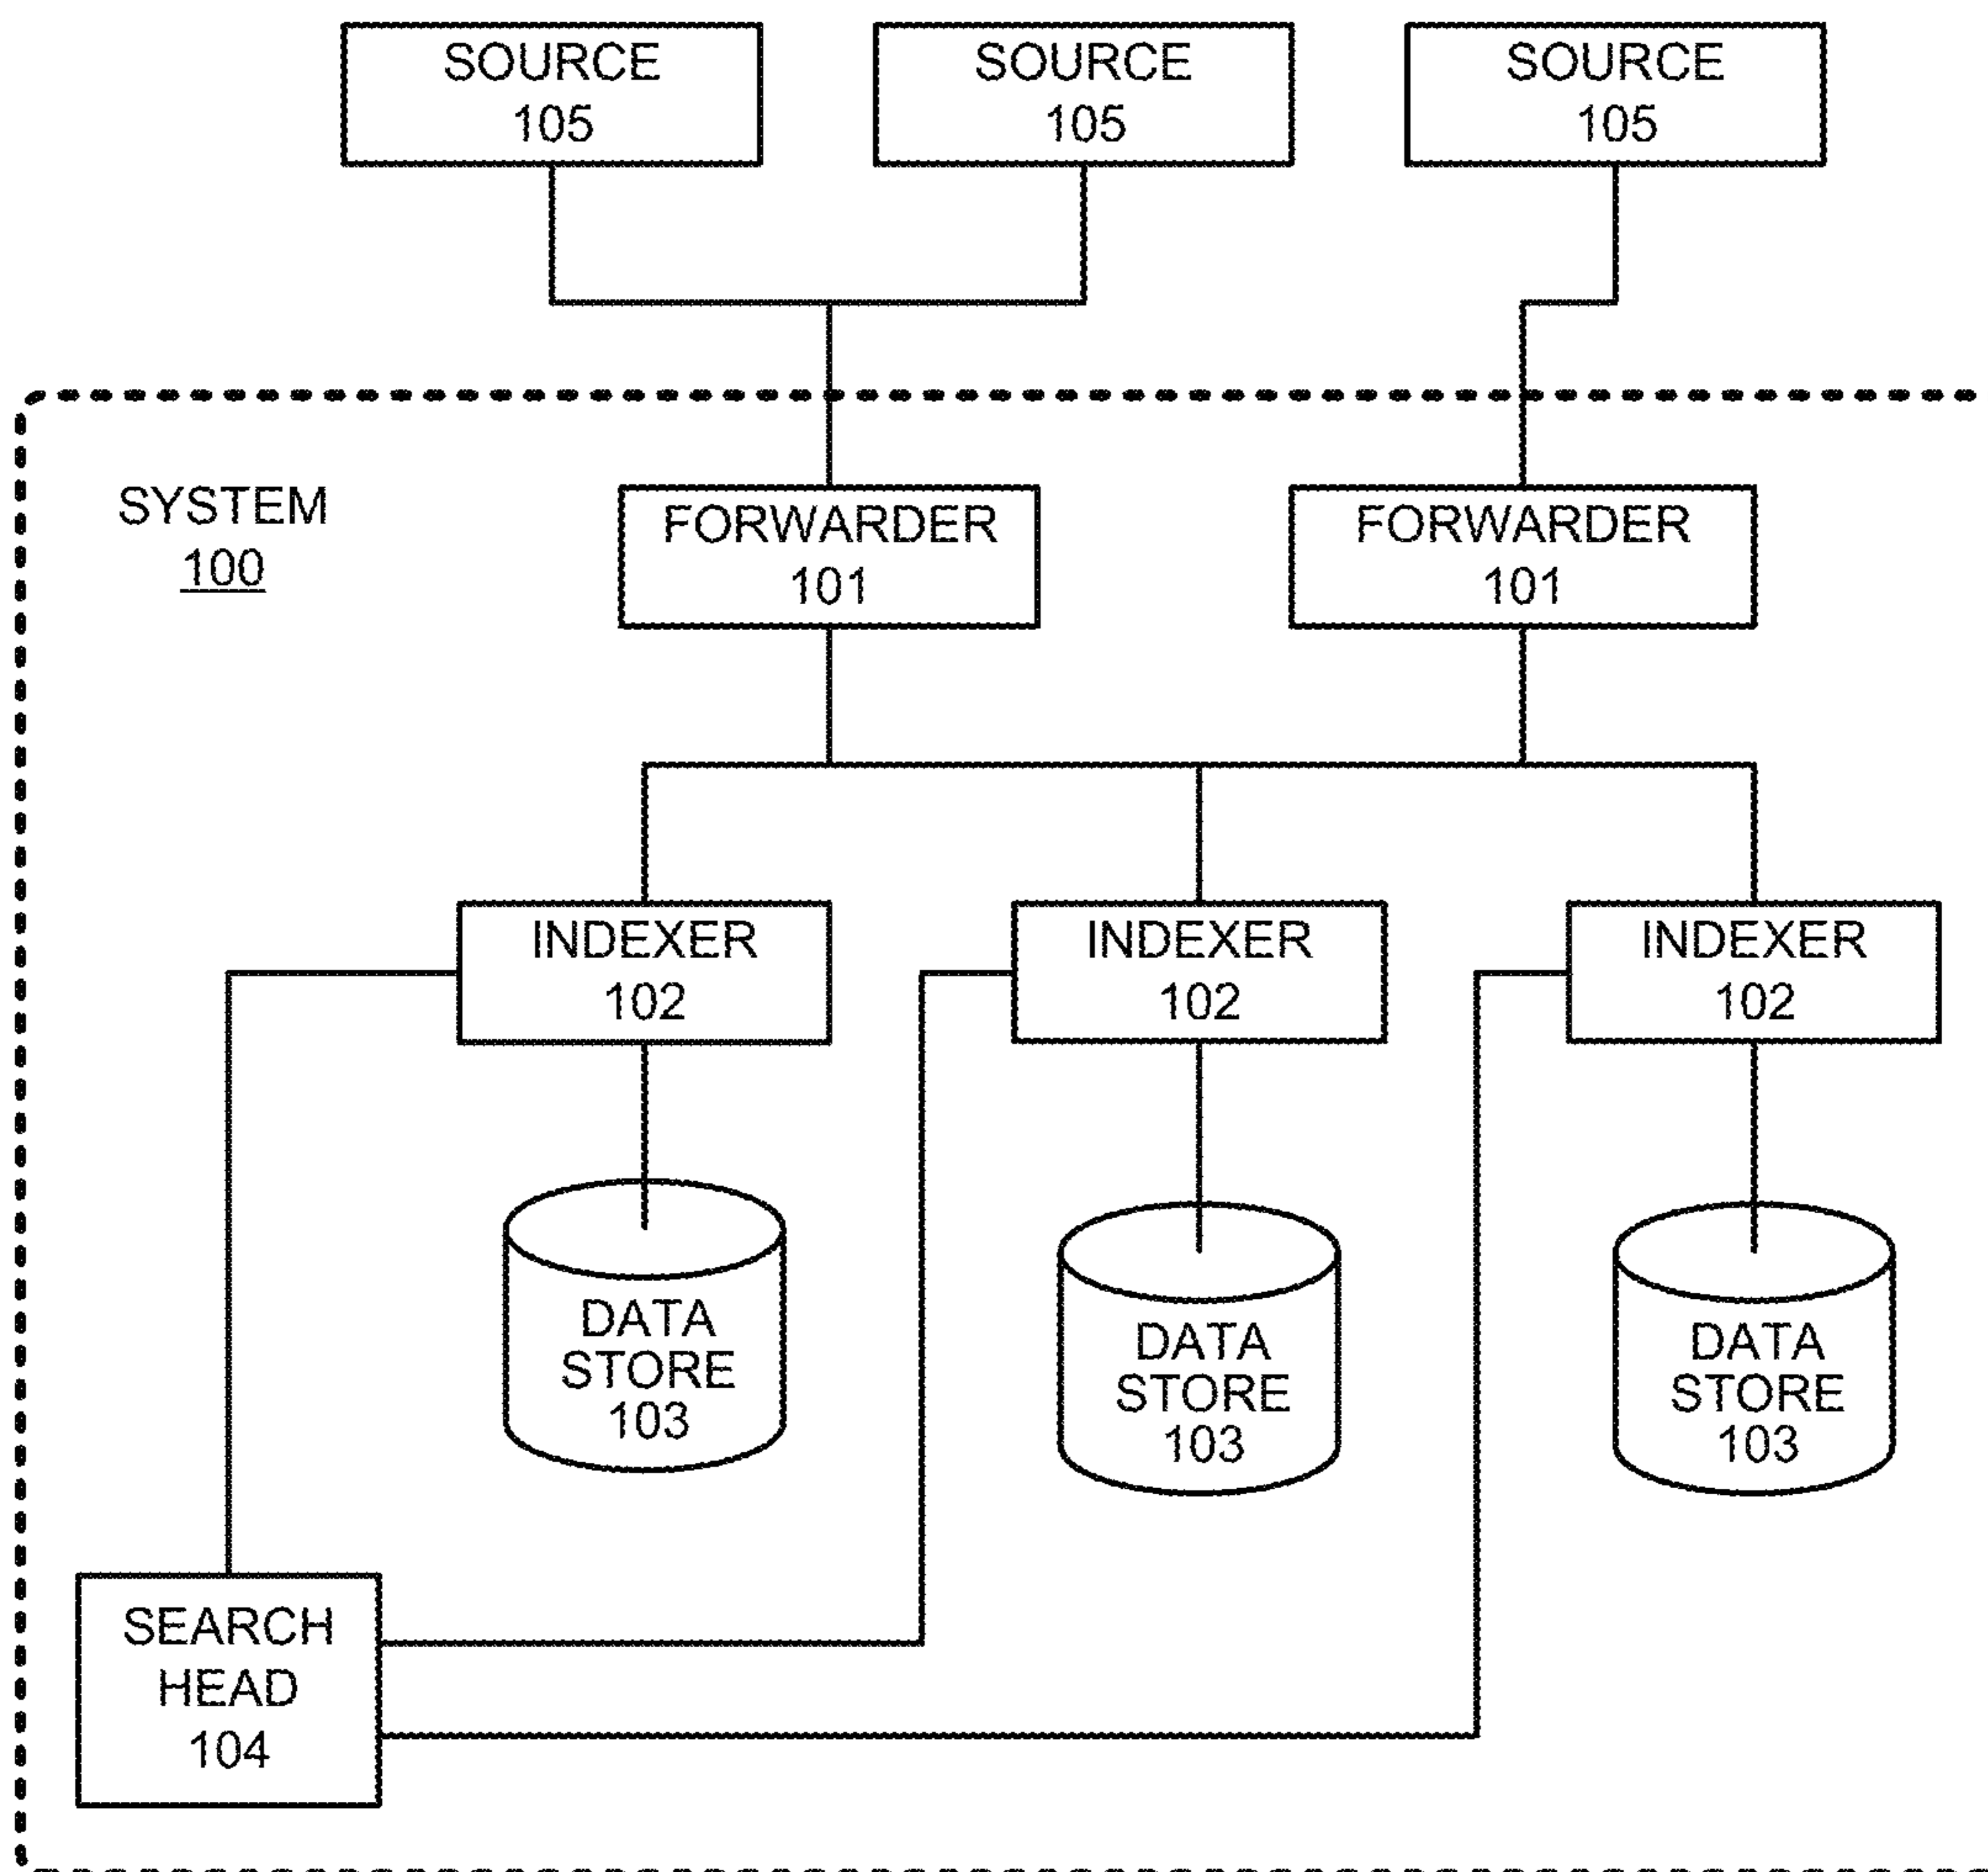 SOURCE
105
SOURCE
105
SOURCE
105
SYSTEM
100
FORWARDER
101
FORWARDER
101
INDEXER
102
INDEXER
102
INDEXER
102
DATA
STORE
103
DATA
STORE
103
DATA
STORE
103
SEARCH
HEAD
104